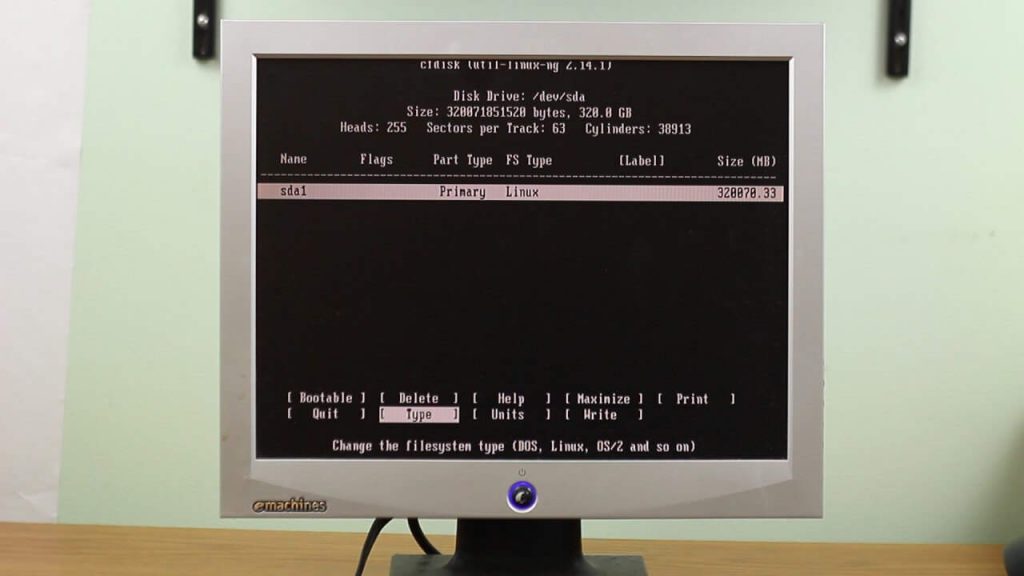 cfdisk (util-linux-ng 2.14.1)
Disk Drive: /dev/sda
Size: 320071851520 bytes, 320.0 GB
Heads: 255 Sectors per Track: 63 Cylinders: 38913
Name Flags Part Type FS Type [Label] Size (MB)
sda1 Primary Linux 320070.33
[ Bootable ] [ Delete ] [ Help ] [ Maximize ] [ Print ]
[ Quit ] [ Type ] [ Units ] [ Write ]
Change the filesystem type (DOS, Linux, OS/2 and so on)
emachines